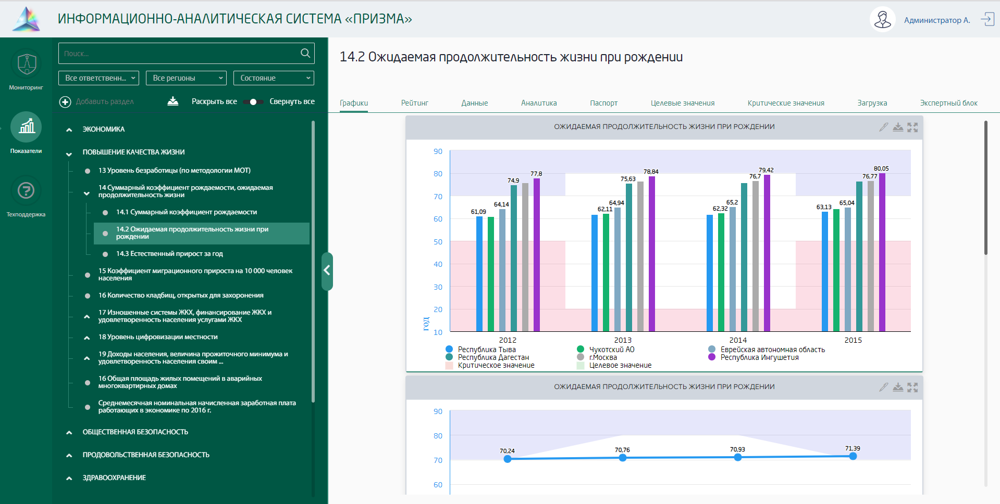 ИНФОРМАЦИОННО-АНАЛИТИЧЕСКАЯ СИСТЕМА «ПРИЗМА»
Администратор А.
Мониторинг
Показатели
Техподдержка
Поиск...
Все ответственн...
Все регионы
Состояние
Добавить раздел
Раскрыть все
Свернуть все
ЭКОНОМИКА
ПОВЫШЕНИЕ КАЧЕСТВА ЖИЗНИ
13 Уровень безработицы (по методологии МОТ)
14 Суммарный коэффициент рождаемости, ожидаемая
продолжительность жизни
14.1 Суммарный коэффициент рождаемости
14.2 Ожидаемая продолжительность жизни при
рождении
14.3 Естественный прирост за год
15 Коэффициент миграционного прироста на 10 000 человек
населения
16 Количество кладбищ, открытых для захоронения
17 Изношенные системы ЖКХ, финансирование ЖКХ и
удовлетворенность населения услугами ЖКХ
18 Уровень цифровизации местности
19 Доходы населения, величина прожиточного минимума и
удовлетворенность населения своим ...
16 Общая площадь жилых помещений в аварийных
многоквартирных домах
Среднемесячная номинальная начисленная заработная плата
работающих в экономике по 2016 г.
ОБЩЕСТВЕННАЯ БЕЗОПАСНОСТЬ
ПРОДОВОЛЬСТВЕННАЯ БЕЗОПАСНОСТЬ
ЗДРАВООХРАНЕНИЕ
14.2 Ожидаемая продолжительность жизни при рождении
Графики
Рейтинг
Данные
Аналитика
Паспорт
Целевые значения
Критические значения
Загрузка
Экспертный блок
ОЖИДАЕМАЯ ПРОДОЛЖИТЕЛЬНОСТЬ ЖИЗНИ ПРИ РОЖДЕНИИ
90
80
70
60
50
40
30
20
10
год
61,09
64,14
74,9
77,8
62,11
64,94
75,63
78,84
62,32
65,2
76,7
79,42
63,13
65,04
76,77
80,05
2012
2013
2014
2015
Республика Тыва
Чукотский АО
Еврейская автономная область
Республика Дагестан
г.Москва
Республика Ингушетия
Критическое значение
Целевое значение
ОЖИДАЕМАЯ ПРОДОЛЖИТЕЛЬНОСТЬ ЖИЗНИ ПРИ РОЖДЕНИИ
90
80
70
60
70,24
70,76
70,93
71,39